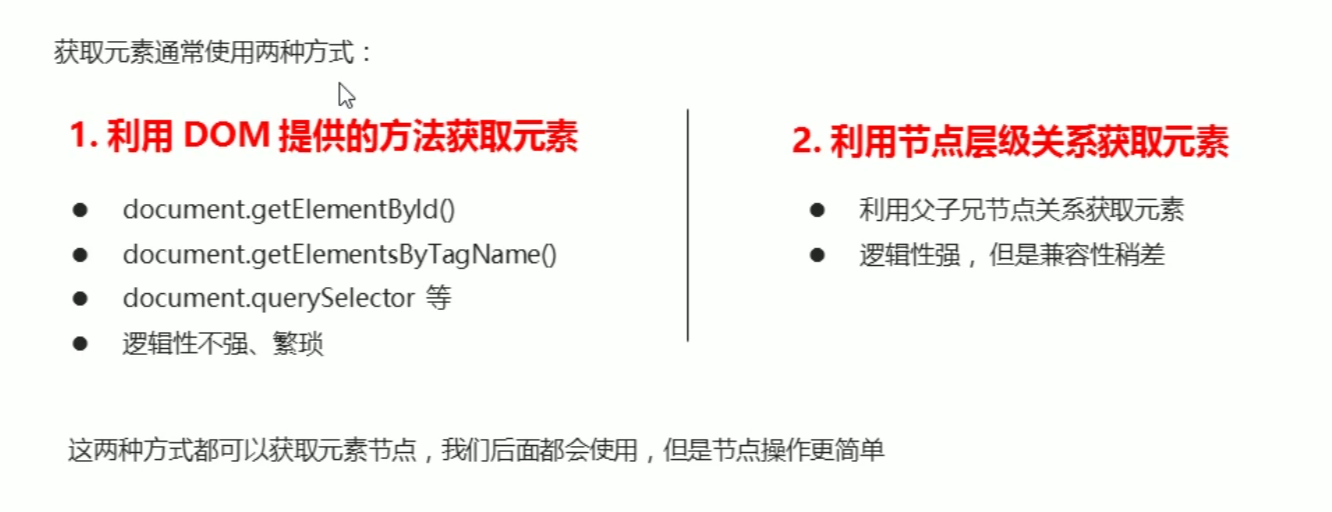 获取元素通常使用两种方式：
1. 利用 DOM 提供的方法获取元素
document.getElementById()
document.getElementsByTagName()
document.querySelector 等
逻辑性不强、繁琐
2. 利用节点层级关系获取元素
利用父子兄节点关系获取元素
逻辑性强，但是兼容性稍差
这两种方式都可以获取元素节点，我们后面都会使用，但是节点操作更简单